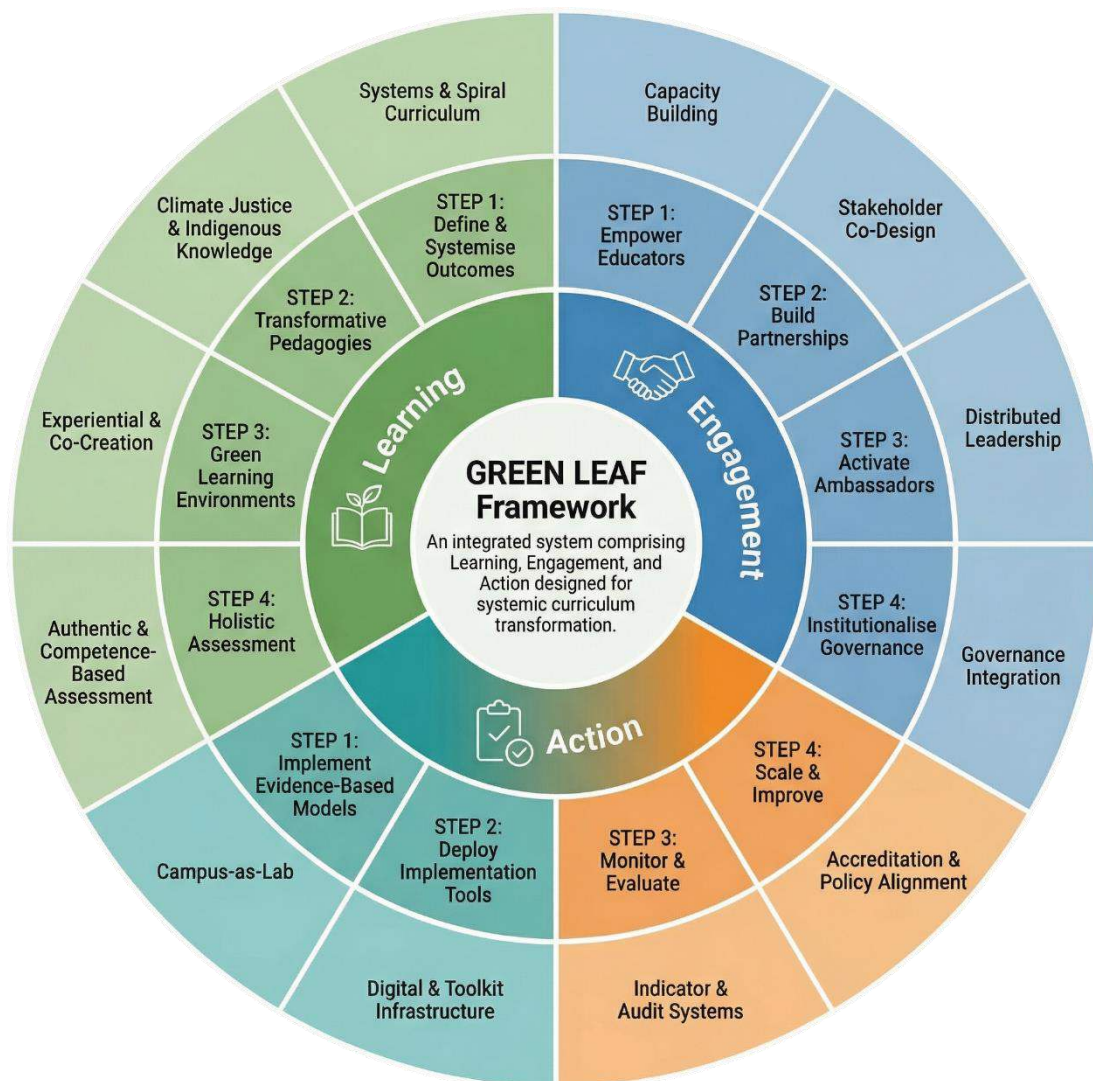 GREEN LEAF
Framework
An integrated system comprising
Learning, Engagement, and
Action designed for
systemic curriculum
transformation.
Learning
STEP 1:
Define &
Systemise
Outcomes
Systems & Spiral
Curriculum
STEP 2:
Transformative
Pedagogies
Climate Justice
& Indigenous
Knowledge
STEP 3:
Green
Learning
Environments
Experiential &
Co-Creation
STEP 4:
Holistic
Assessment
Authentic &
Competence-
Based
Assessment
Engagement
STEP 1:
Empower
Educators
Capacity
Building
STEP 2:
Build
Partnerships
Stakeholder
Co-Design
STEP 3:
Activate
Ambassadors
Distributed
Leadership
STEP 4:
Institutionalise
Governance
Governance
Integration
Action
STEP 1:
Implement
Evidence-Based
Models
Campus-as-Lab
STEP 2:
Deploy
Implementation
Tools
Digital & Toolkit
Infrastructure
STEP 3:
Monitor &
Evaluate
Indicator &
Audit Systems
STEP 4:
Scale &
Improve
Accreditation &
Policy Alignment